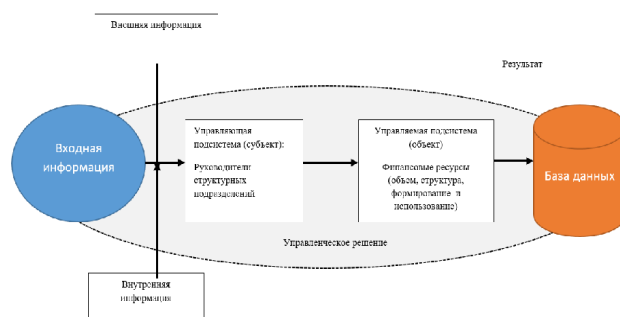 Внешняя информация
Результат
Входная
информация
Управляющая
подсистема (субъект):
Руководители
структурных
подразделений
Управляемая подсистема
(объект)
Финансовые ресурсы
(объем, структура,
формирование и
использование)
База данных
Управленческое решение
Внутренняя
информация